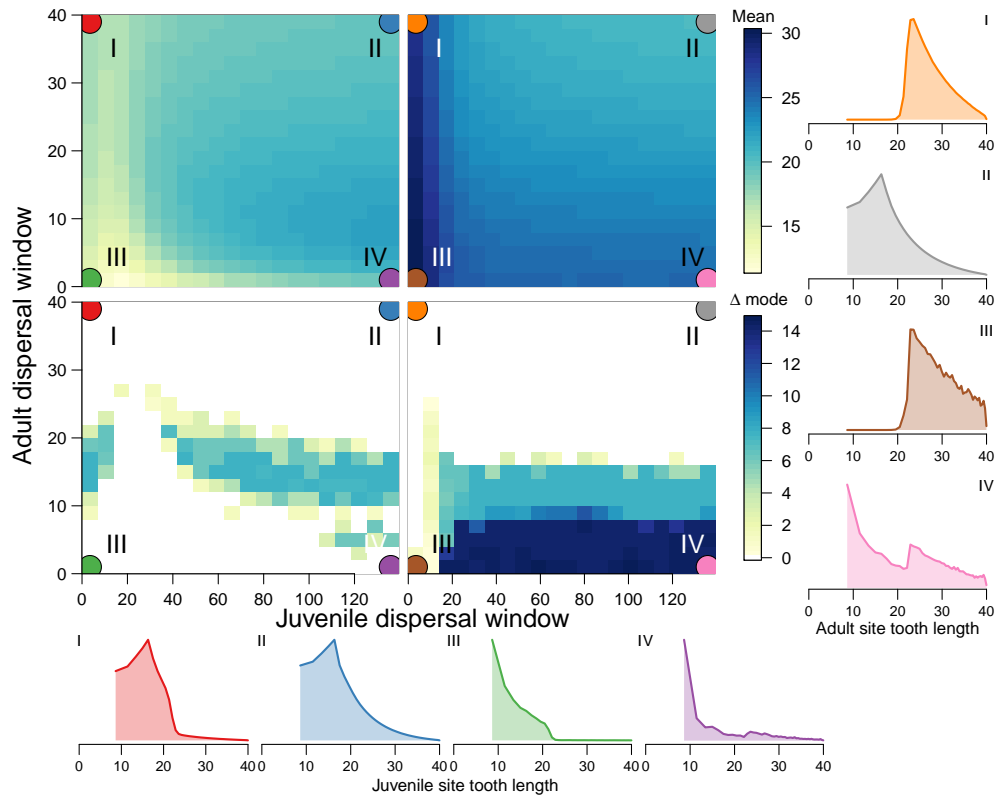 Mean
I
I II I II
40 30
30 25
20 20
10 15
III IV III IV
0
0 10 20 30 40
II
0 10 20 30 40
Δ mode
I II I II
40 14
30 12
10
20 8
6
10 4
2
III IV III IV
0 0
III
0 10 20 30 40
IV
0 10 20 30 40
Adult site tooth length
Adult dispersal window
0 20 40 60 80 120 0 20 40 60 80 120
Juvenile dispersal window
I II III IV
0 10 20 30 40 0 10 20 30 40 0 10 20 30 40 0 10 20 30 40
Juvenile site tooth length